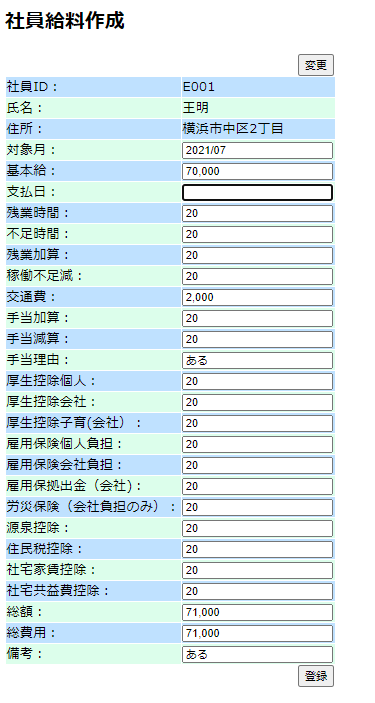 社員給料作成
変更
社員ID： E001
氏名： 王明
住所： 横浜市中区2丁目
対象月： 2021/07
基本給： 70,000
支払日：
残業時間： 20
不足時間： 20
残業加算： 20
稼働不足減： 20
交通費： 2,000
手当加算： 20
手当減算： 20
手当理由： ある
厚生控除個人： 20
厚生控除会社： 20
厚生控除子育(会社）： 20
雇用保険個人負担： 20
雇用保険会社負担： 20
雇用保拠出金（会社)： 20
労災保険（会社負担のみ）： 20
源泉控除： 20
住民税控除： 20
社宅家賃控除： 20
社宅共益費控除： 20
総額： 71,000
総費用： 71,000
備考： ある
登録